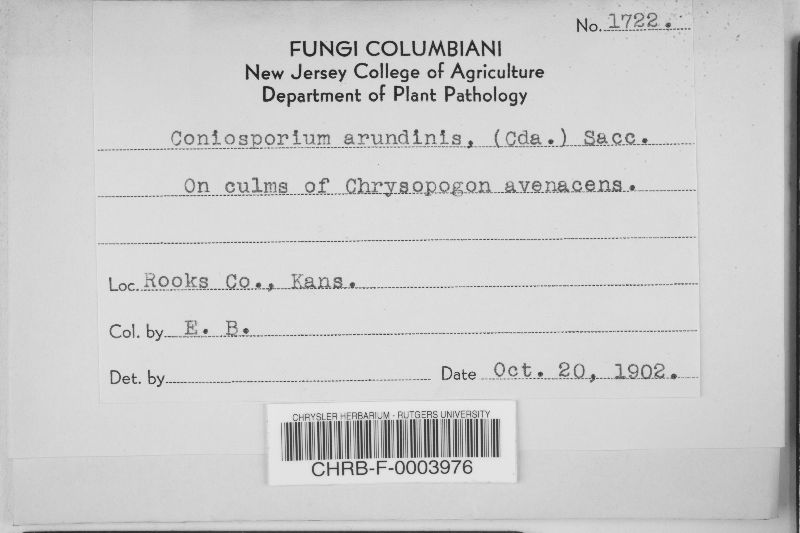 No. 1722.
FUNGI COLUMBIANI
New Jersey College of Agriculture
Department of Plant Pathology
Coniosporium arundinis, (Cda.) Sacc.
On culms of Chrysopogon avenacens.
Loc. Rooks Co., Kans.
Col. by E. B.
Det. by
Date Oct. 20, 1902.
CHRYSLER HERBARIUM - RUTGERS UNIVERSITY
CHRB-F-0003976